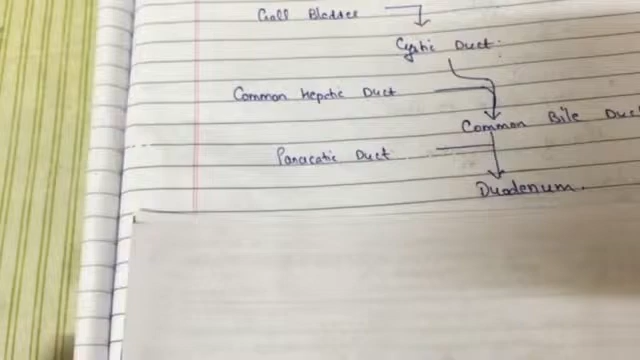 Gall Bladder
Cystic Duct.
Common Hepatic Duct
Common Bile Duct
Pancreatic Duct
Duodenum.